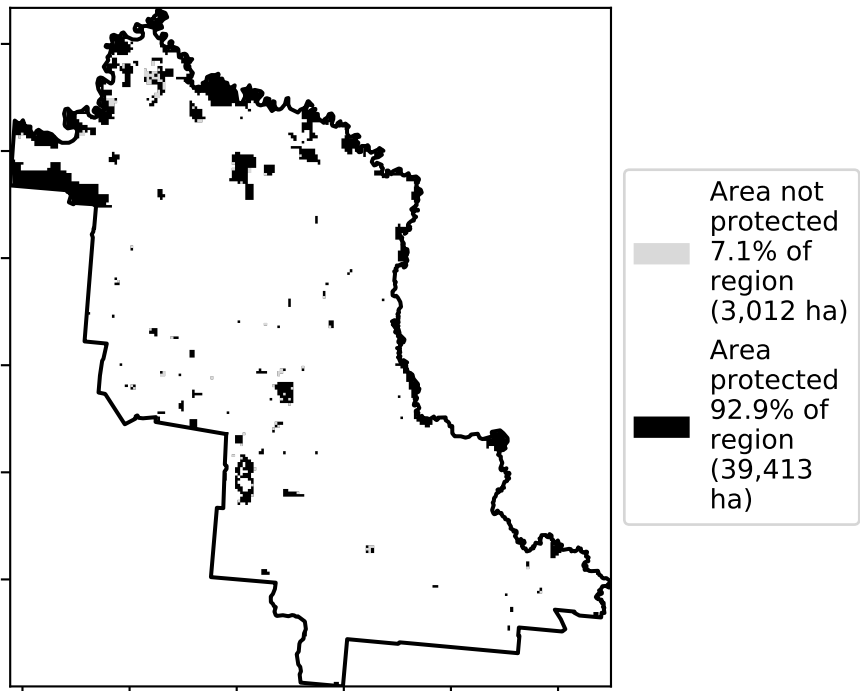 Area not
protected
7.1% of
region
(3,012 ha)
Area
protected
92.9% of
region
(39,413
ha)